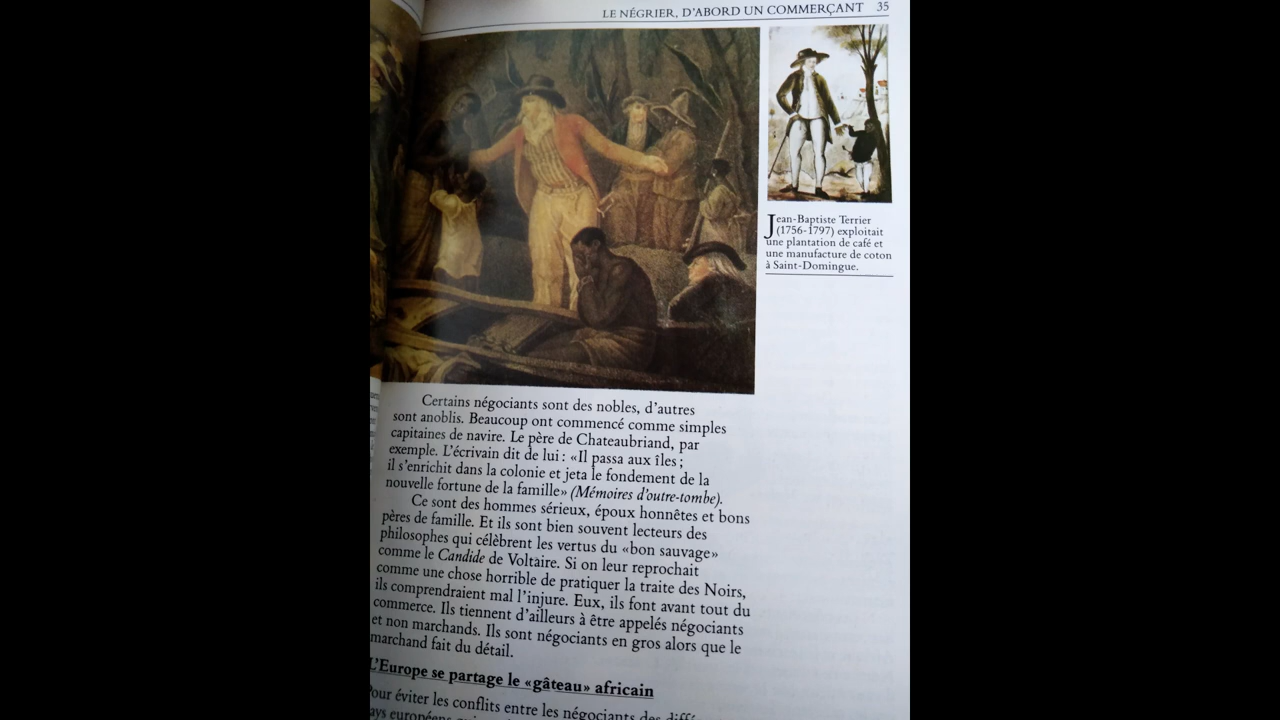 LE NÉGRIER, D'ABORD UN COMMERÇANT 35
Jean-Baptiste Terrier
(1756-1797) exploitait
une plantation de café et
une manufacture de coton
à Saint-Domingue.
Certains négociants sont des nobles, d'autres
sont anoblis. Beaucoup ont commencé comme simples
capitaines de navire. Le père de Chateaubriand, par
exemple. L'écrivain dit de lui : «Il passa aux îles ;
il s'enrichit dans la colonie et jeta le fondement de la
nouvelle fortune de la famille» (Mémoires d'outre-tombe).
Ce sont des hommes sérieux, époux honnêtes et bons
pères de famille. Et ils sont bien souvent lecteurs des
philosophes qui célèbrent les vertus du «bon sauvage»
comme le Candide de Voltaire. Si on leur reprochait
comme une chose horrible de pratiquer la traite des Noirs,
ils comprendraient mal l'injure. Eux, ils font avant tout du
commerce. Ils tiennent d'ailleurs à être appelés négociants
et non marchands. Ils sont négociants en gros alors que le
marchand fait du détail.
L'Europe se partage le «gâteau» africain
Pour éviter les conflits entre les négociants des
pays européens